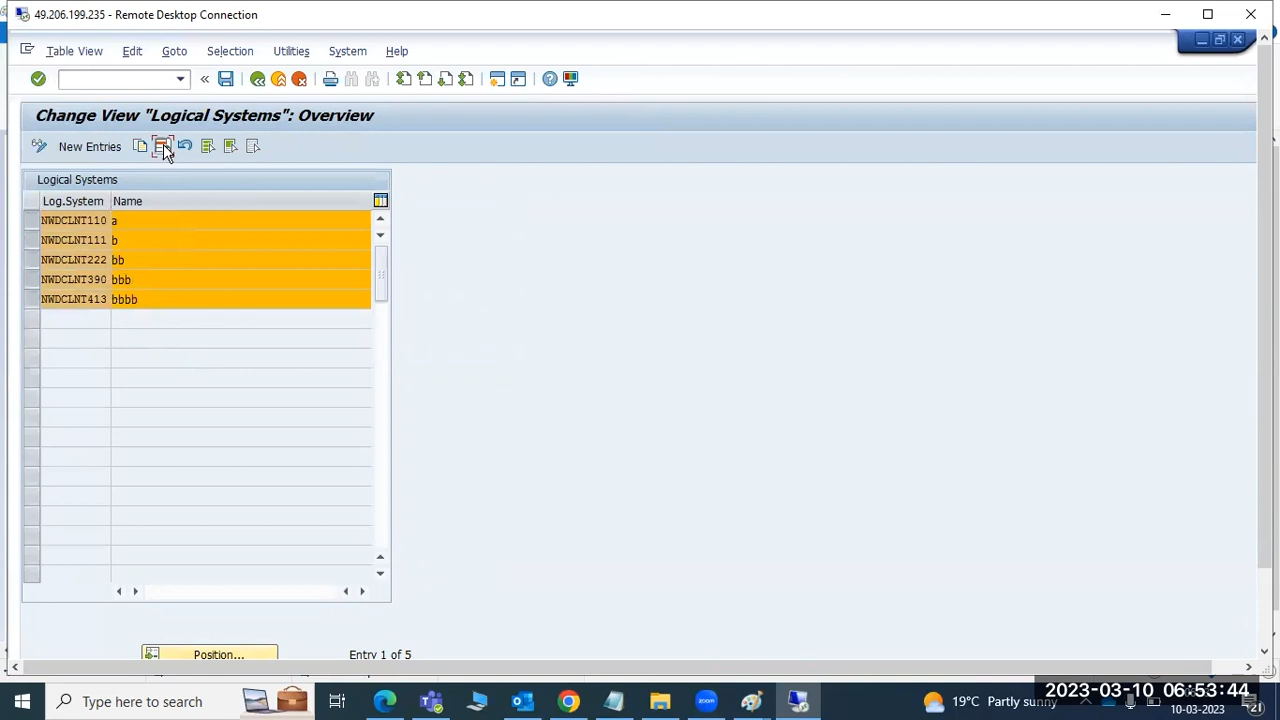 49.206.199.235 - Remote Desktop Connection
Table View Edit Goto Selection Utilities System Help
Change View "Logical Systems": Overview
New Entries
Logical Systems
Log.System Name
NWDCLNT110 a
NWDCLNT111 b
NWDCLNT222 bb
NWDCLNT390 bbb
NWDCLNT413 bbbb
Position... Entry 1 of 5
Type here to search
19°C Partly sunny
2023-03-10 06:53:44
10-03-2023
21